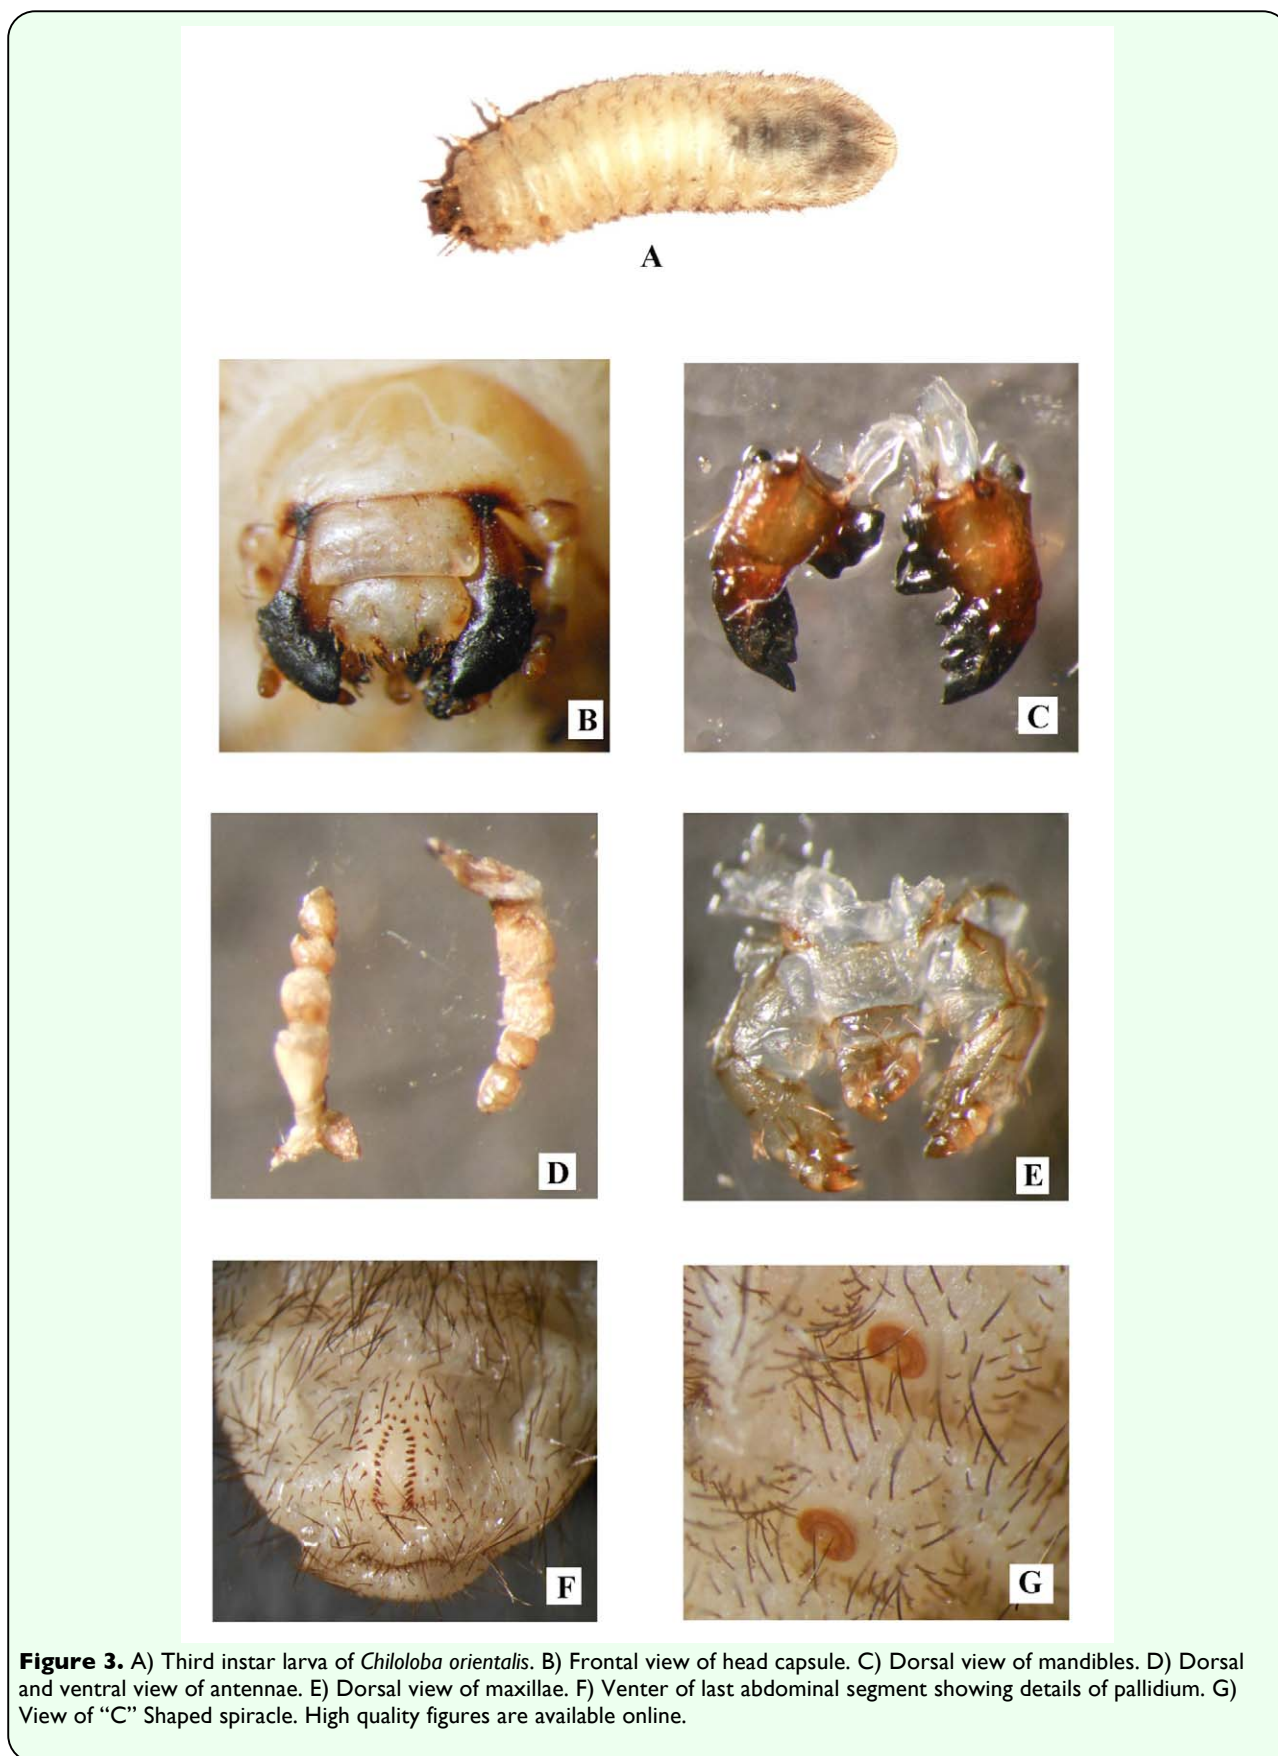 A
B
C
D
E
F
G
Figure 3. A) Third instar larva of Chiloloba orientalis. B) Frontal view of head capsule. C) Dorsal view of mandibles. D) Dorsal
and ventral view of antennae. E) Dorsal view of maxillae. F) Venter of last abdominal segment showing details of pallidium. G)
View of “C” Shaped spiracle. High quality figures are available online.